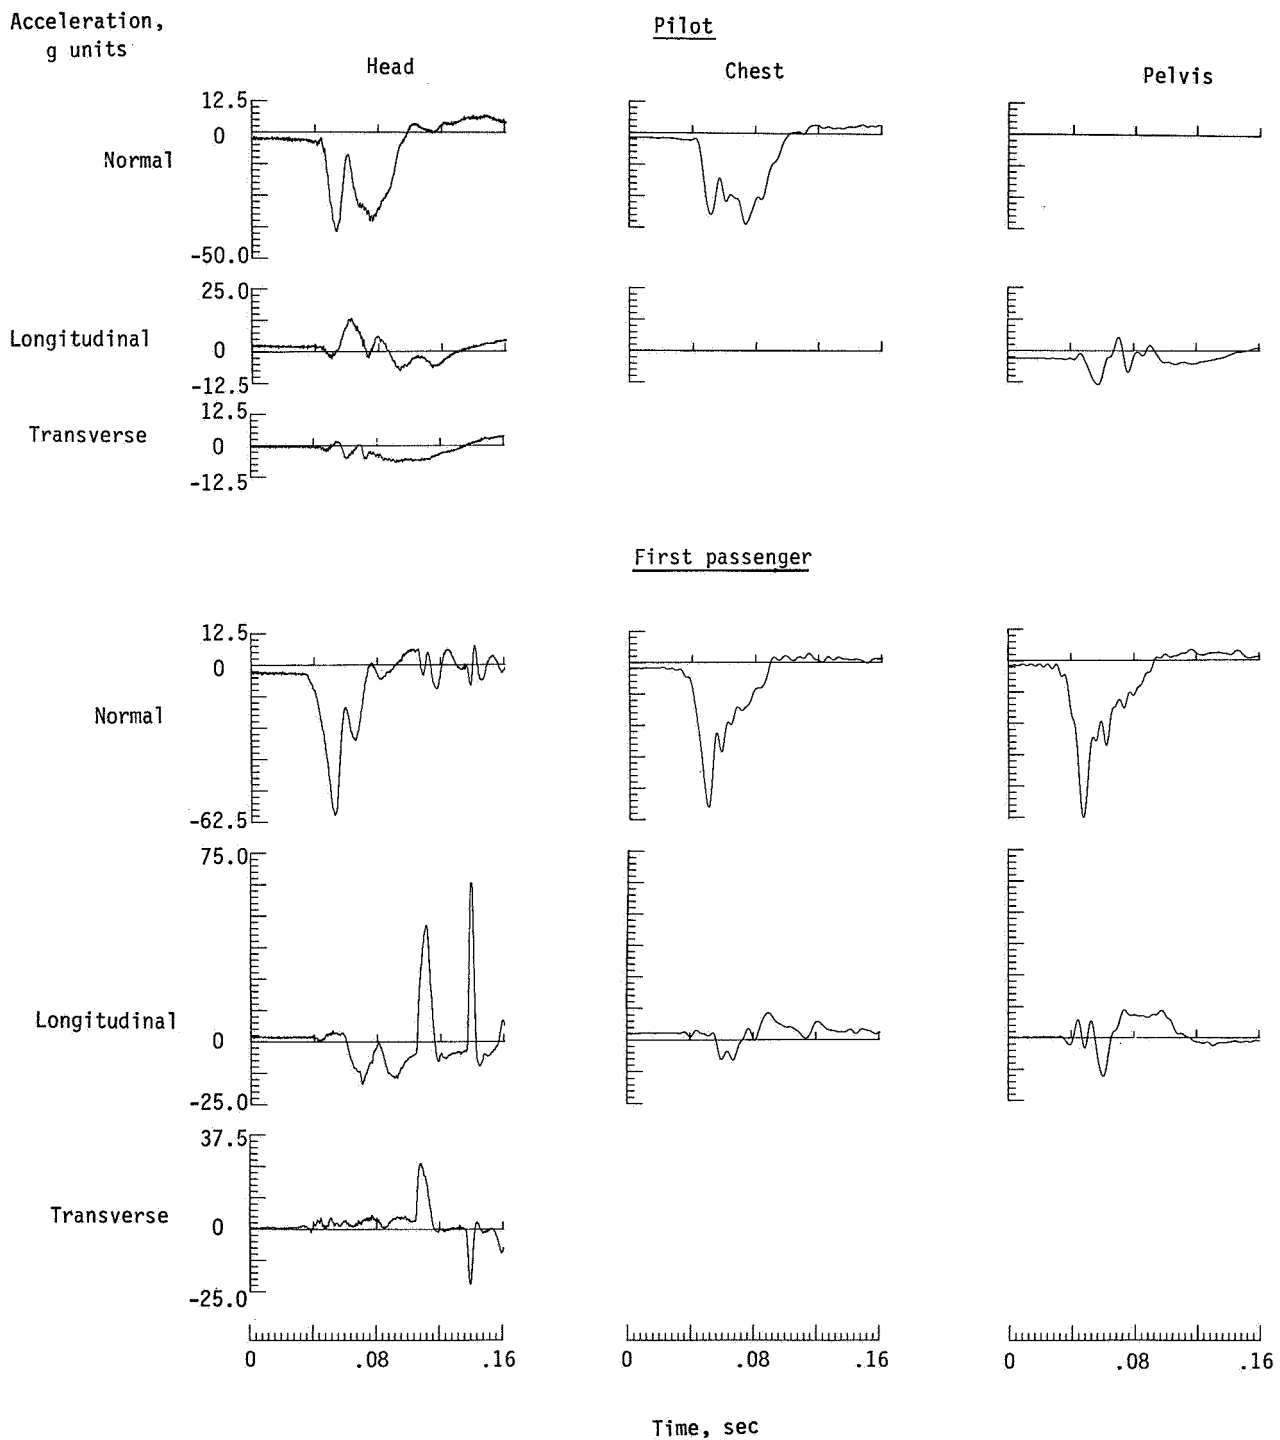 Acceleration,
g units
Pilot
Head
Chest
Pelvis
12.5
0
Normal
-50.0
25.0
Longitudinal
0
-12.5
12.5
Transverse
0
-12.5
First passenger
12.5
0
Normal
-62.5
75.0
Longitudinal
0
-25.0
37.5
Transverse
0
-25.0
0 .08 .16
0 .08 .16
0 .08 .16
Time, sec